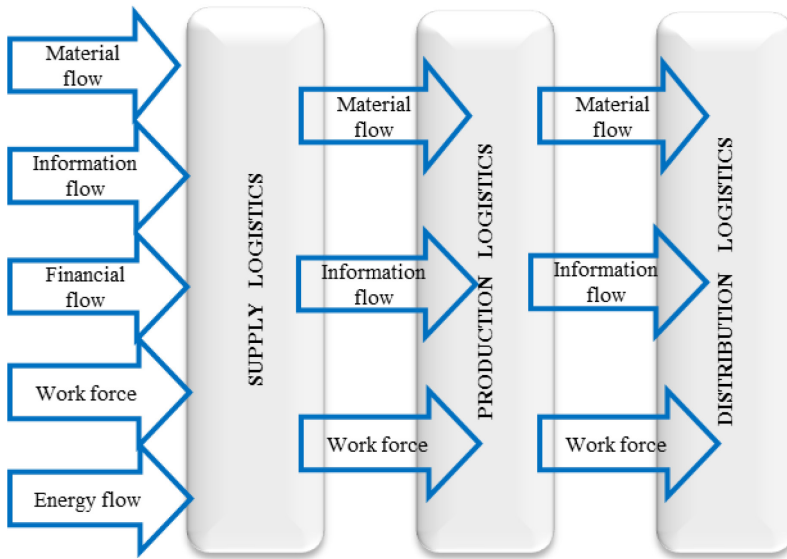 Material
flow
Information
flow
Financial
flow
Work force
Energy flow
SUPPLY LOGISTICS
Material
flow
Information
flow
Work force
PRODUCTION LOGISTICS
Material
flow
Information
flow
Work force
DISTRIBUTION LOGISTICS